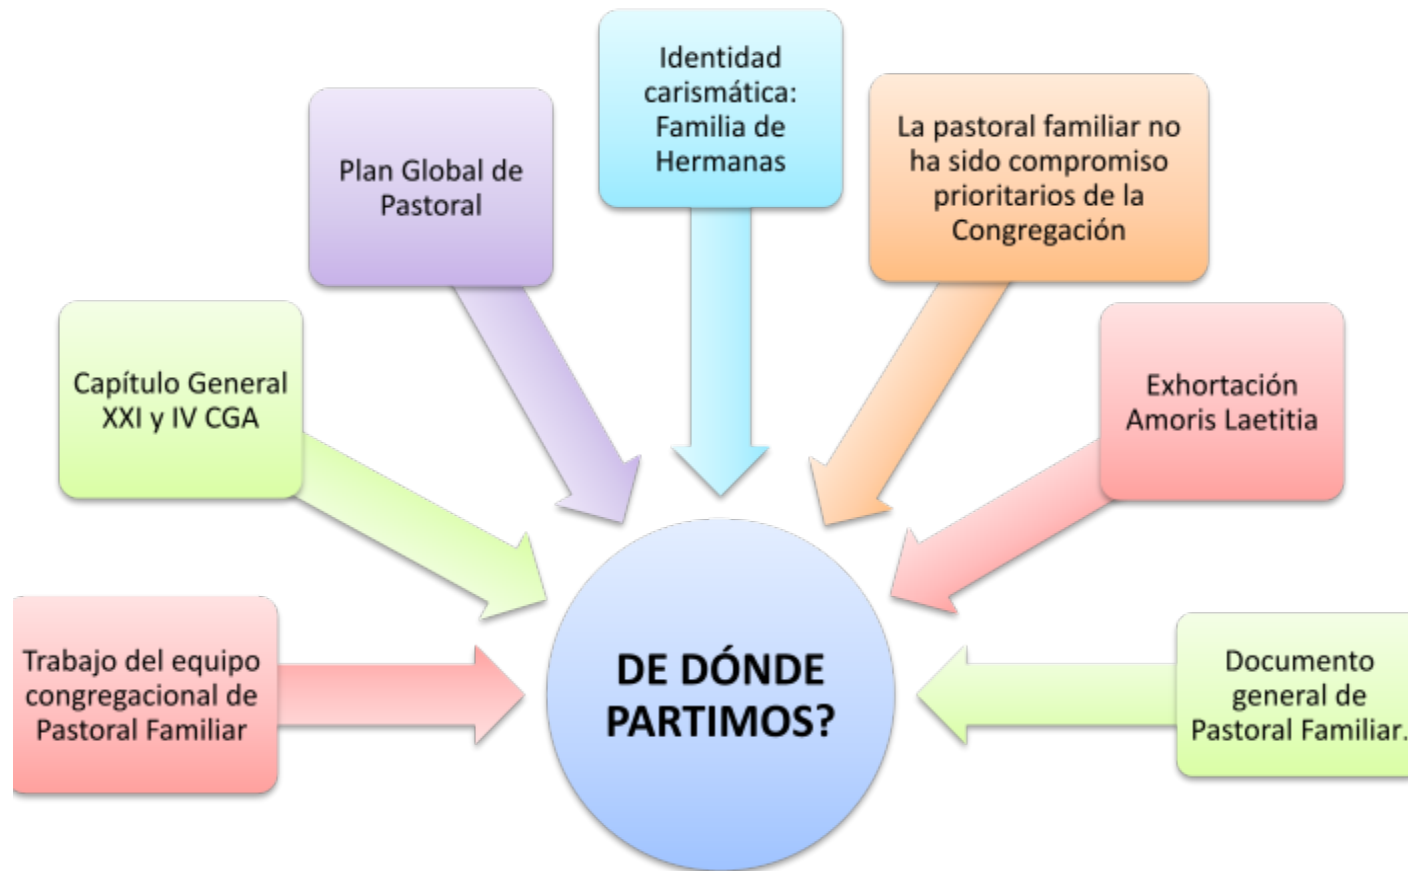 Identidad
carismática:
Familia de
Hermanas
Plan Global de
Pastoral
La pastoral familiar no
ha sido compromiso
prioritarios de la
Congregación
Capítulo General
XXI y IV CGA
Exhortación
Amoris Laetitia
Trabajo del equipo
congregacional de
Pastoral Familiar
DE DÓNDE
PARTIMOS?
Documento
general de
Pastoral Familiar.